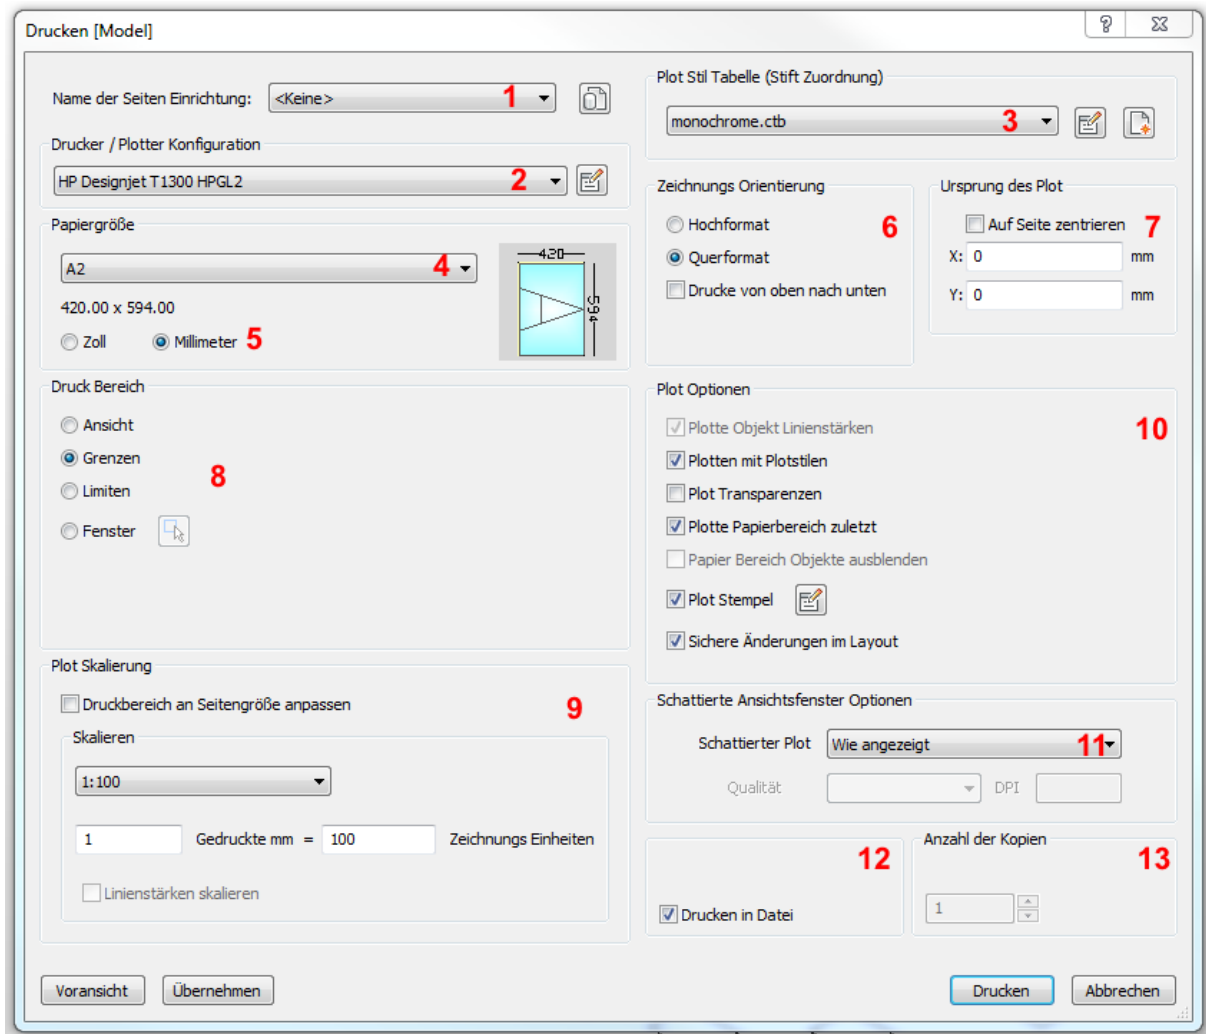 Drucken [Model]
Name der Seiten Einrichtung: <Keine> 1
Drucker / Plotter Konfiguration
HP Designjet T1300 HPGL2 2
Papiergröße
A2 4
420.00 x 594.00
Zoll Millimeter 5
420
594
Druck Bereich
Ansicht
Grenzen
Limiten
Fenster
8
Plot Skalierung
Druckbereich an Seitengröße anpassen 9
Skalieren
1:100
1 Gedruckte mm = 100 Zeichnungs Einheiten
Linienstärken skalieren
Plot Stil Tabelle (Stift Zuordnung)
monochrome.ctb 3
Zeichnungs Orientierung
Hochformat 6
Querformat
Drucke von oben nach unten
Ursprung des Plot
Auf Seite zentrieren 7
X: 0 mm
Y: 0 mm
Plot Optionen
Plotte Objekt Linienstärken 10
Plotten mit Plotstilen
Plot Transparenzen
Plotte Papierbereich zuletzt
Papier Bereich Objekte ausblenden
Plot Stempel
Sichere Änderungen im Layout
Schattierte Ansichtsfenster Optionen
Schattierter Plot Wie angezeigt 11
Qualität DPI
12
Drucken in Datei
Anzahl der Kopien
13
1
Voransicht Übernehmen Drucken Abbrechen